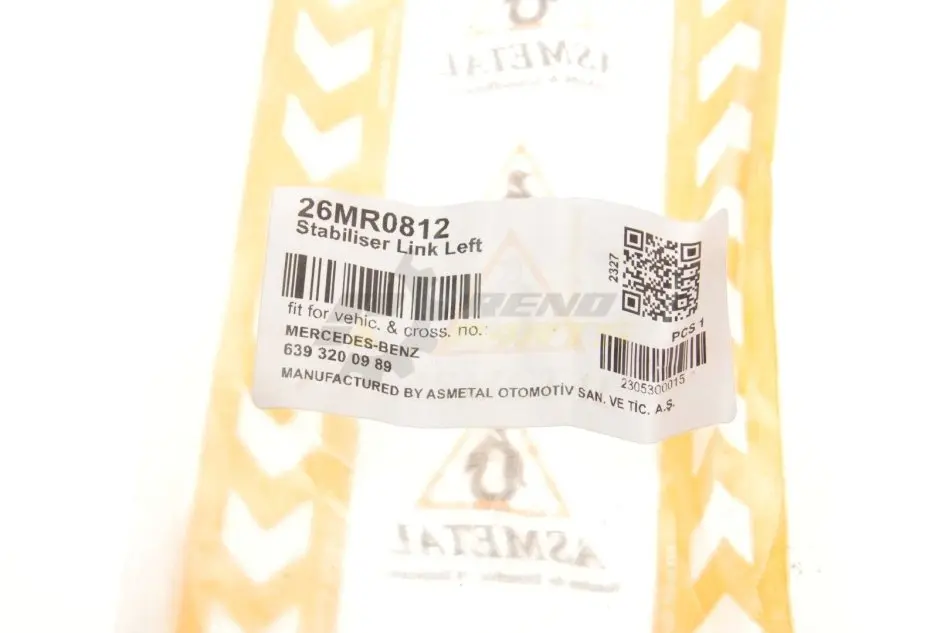 ASMETAL
26MR0812
Stabiliser Link Left
2327
fit for vehic. & cross. no.:
PCS 1
MERCEDES-BENZ
639 320 09 89
2305300015
MANUFACTURED BY ASMETAL OTOMOTİV SAN. VE TİC. A.Ş.
ASMETAL